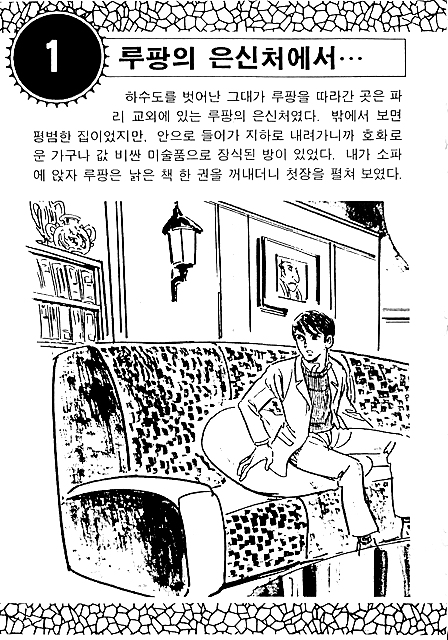 1
루팡의 은신처에서…
하수도를 벗어난 그대가 루팡을 따라간 곳은 파
리 교외에 있는 루팡의 은신처였다. 밖에서 보면
평범한 집이었지만, 안으로 들어가 지하로 내려가니까 호화로
운 가구나 값 비싼 미술품으로 장식된 방이 있었다. 내가 소파
에 앉자 루팡은 낡은 책 한 권을 꺼내더니 첫장을 펼쳐 보였다.